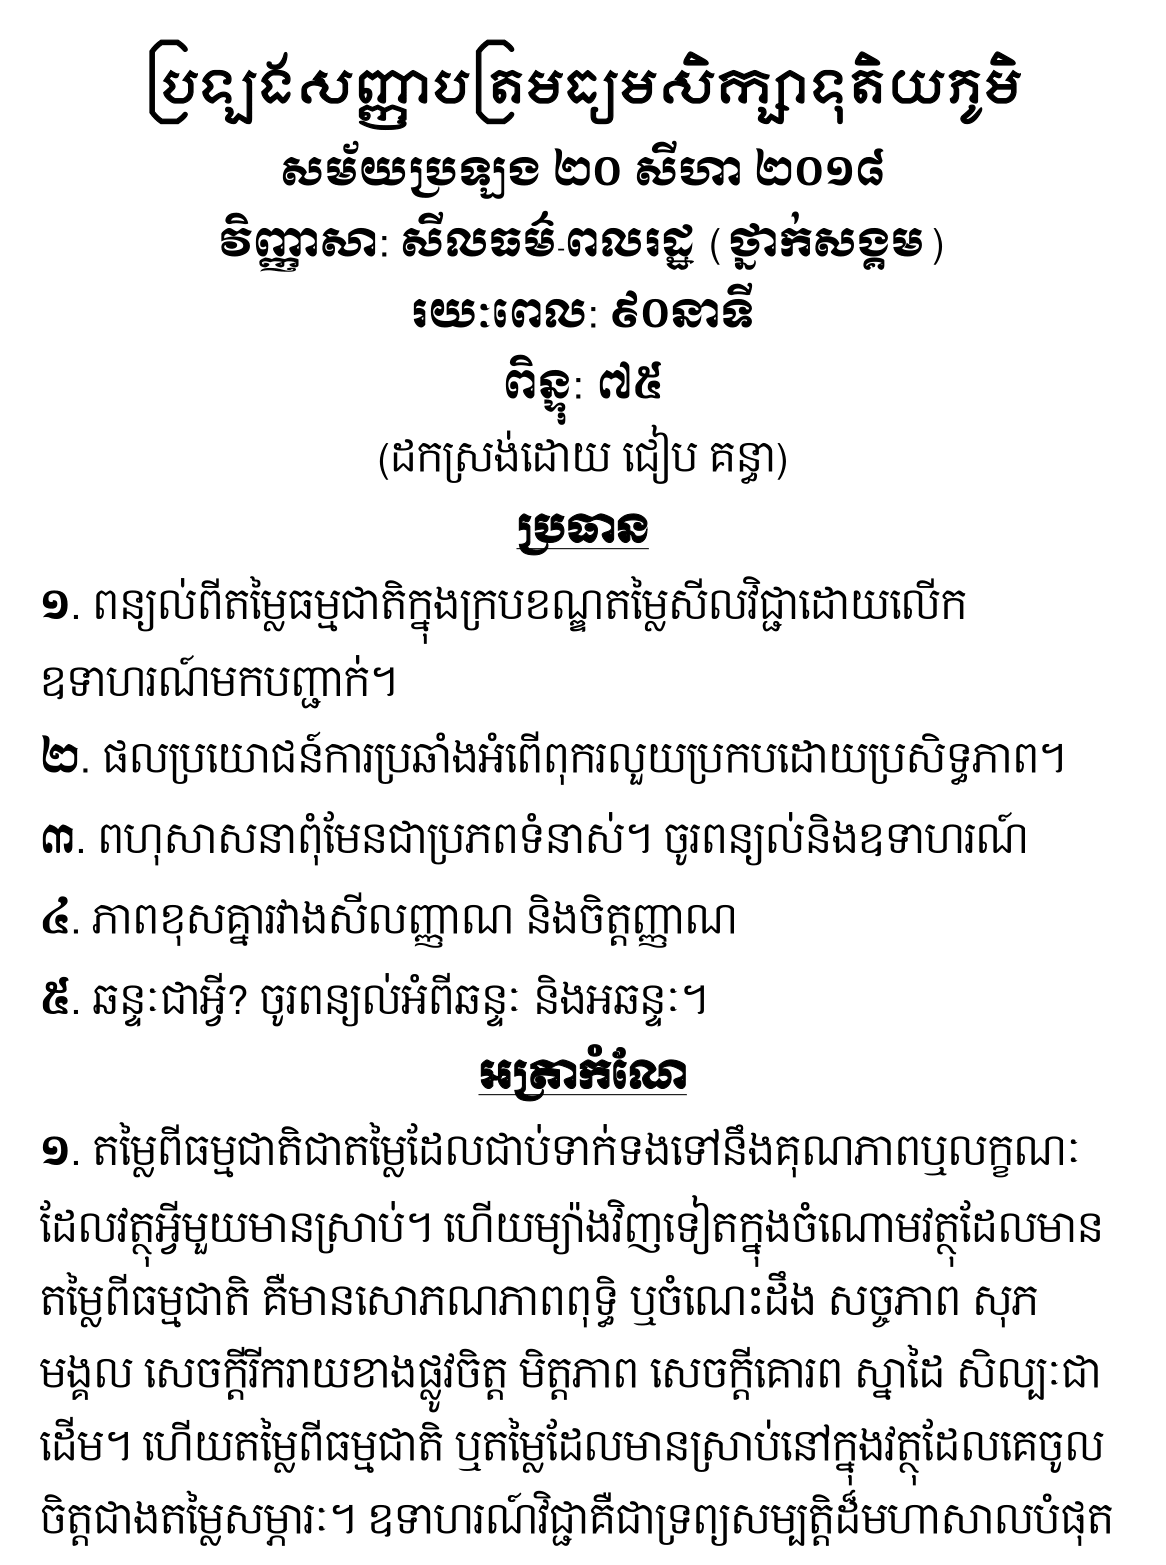 ប្រឡងសញ្ញាបត្រមធ្យមសិក្សាទុតិយភូមិ
សម័យប្រឡង ២០ សីហា ២០១៨
វិញ្ញាសា: សីលធម៌-ពលរដ្ឋ (ថ្នាក់សង្គម)
រយៈពេល: ៩០នាទី
ពិន្ទុ: ៧៥
(ដកស្រង់ដោយ ជៀប គន្ធា)
ប្រធាន
១. ពន្យល់ពីតម្លៃធម្មជាតិក្នុងក្របខណ្ឌតម្លៃសីលវិជ្ជាដោយលើក
ឧទាហរណ៍មកបញ្ជាក់។
២. ផលប្រយោជន៍ការប្រឆាំងអំពើពុករលួយប្រកបដោយប្រសិទ្ធភាព។
៣. ពហុសាសនាពុំមែនជាប្រភពទំនាស់។ ចូរពន្យល់និងឧទាហរណ៍
៤. ភាពខុសគ្នារវាងសីលញ្ញាណ និងចិត្តញ្ញាណ
៥. ឆន្ទៈជាអ្វី? ចូរពន្យល់អំពីឆន្ទៈ និងអឆន្ទៈ។
អត្រាកំណែ
១. តម្លៃពីធម្មជាតិជាតម្លៃដែលជាប់ទាក់ទងទៅនឹងគុណភាពឬលក្ខណៈ
ដែលវត្ថុអ្វីមួយមានស្រាប់។ ហើយម្យ៉ាងវិញទៀតក្នុងចំណោមវត្ថុដែលមាន
តម្លៃពីធម្មជាតិ គឺមានសោភណភាពពុទ្ធិ ឬចំណេះដឹង សច្ចភាព សុភ
មង្គល សេចក្តីរីករាយខាងផ្លូវចិត្ត មិត្តភាព សេចក្តីគោរព ស្នាដៃ សិល្បៈជា
ដើម។ ហើយតម្លៃពីធម្មជាតិ ឬតម្លៃដែលមានស្រាប់នៅក្នុងវត្ថុដែលគេចូល
ចិត្តជាងតម្លៃសម្ភារៈ។ ឧទាហរណ៍វិជ្ជាគឺជាទ្រព្យសម្បត្តិដ៏មហាសាលបំផុត